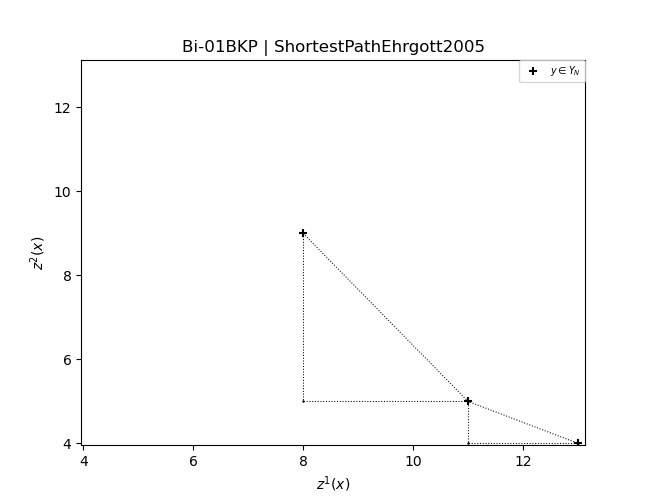 Bi-01BKP | ShortestPathEhrgott2005
y ∈ Y_N
12
10
8
6
4
z²(x)
4 6 8 10 12
z¹(x)